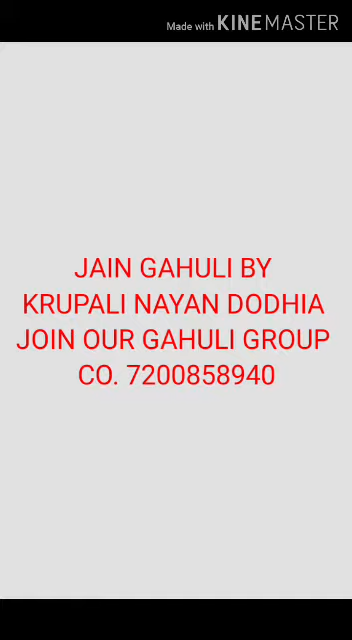 Made with KINEMASTER
JAIN GAHULI BY
KRUPALI NAYAN DODHIA
JOIN OUR GAHULI GROUP
CO. 7200858940